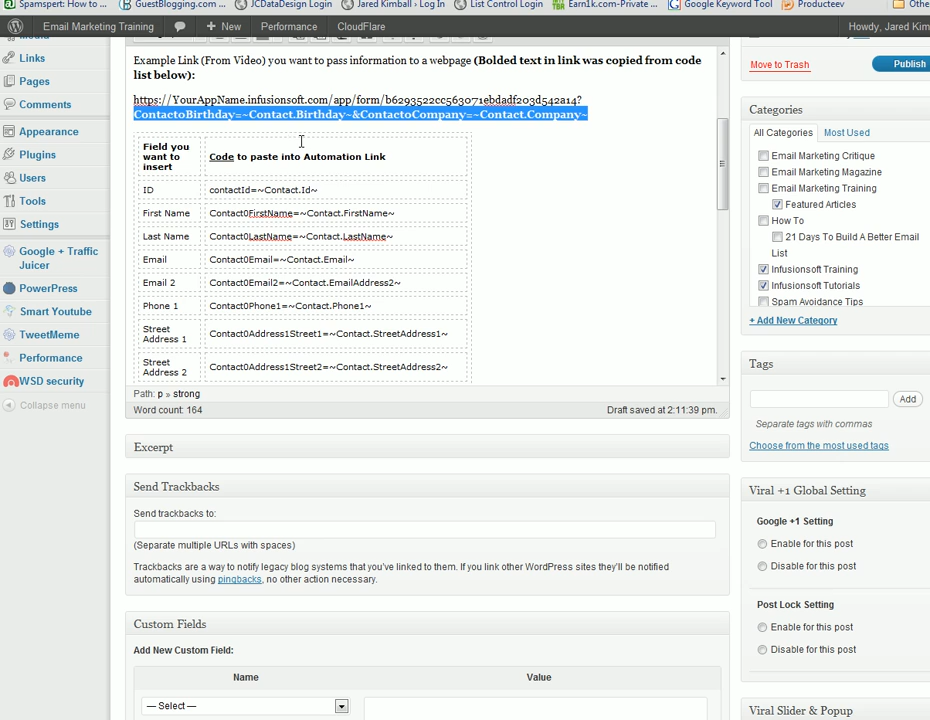 Spamspert: How to ...
GuestBlogging.com ...
JCDataDesign Login
Jared Kimball › Log In
List Control Login
Earn1k.com-Private ...
Google Keyword Tool
Producteev
Othe
Email Marketing Training
+ New
Performance
CloudFlare
Howdy, Jared Kim
Links
Pages
Comments
Appearance
Plugins
Users
Tools
Settings
Google + Traffic
Juicer
PowerPress
Smart Youtube
TweetMeme
Performance
WSD security
Collapse menu
Example Link (From Video) you want to pass information to a webpage (Bolded text in link was copied from code
list below):
https://YourAppName.infusionsoft.com/app/form/b6293522cc563071ebdadf203d542a14?
Contact0Birthday=~Contact.Birthday~&Contact0Company=~Contact.Company~
Field you
want to
insert
Code to paste into Automation Link
ID
contactId=~Contact.Id~
First Name
Contact0FirstName=~Contact.FirstName~
Last Name
Contact0LastName=~Contact.LastName~
Email
Contact0Email=~Contact.Email~
Email 2
Contact0Email2=~Contact.EmailAddress2~
Phone 1
Contact0Phone1=~Contact.Phone1~
Street
Address 1
Contact0Address1Street1=~Contact.StreetAddress1~
Street
Address 2
Contact0Address1Street2=~Contact.StreetAddress2~
Path: p » strong
Word count: 164
Draft saved at 2:11:39 pm.
Excerpt
Send Trackbacks
Send trackbacks to:
(Separate multiple URLs with spaces)
Trackbacks are a way to notify legacy blog systems that you've linked to them. If you link other WordPress sites they'll be notified
automatically using pingbacks, no other action necessary.
Custom Fields
Add New Custom Field:
Name
Value
— Select —
Move to Trash
Publish
Categories
All Categories
Most Used
Email Marketing Critique
Email Marketing Magazine
Email Marketing Training
Featured Articles
How To
21 Days To Build A Better Email
List
Infusionsoft Training
Infusionsoft Tutorials
Spam Avoidance Tips
+ Add New Category
Tags
Add
Separate tags with commas
Choose from the most used tags
Viral +1 Global Setting
Google +1 Setting
Enable for this post
Disable for this post
Post Lock Setting
Enable for this post
Disable for this post
Viral Slider & Popup